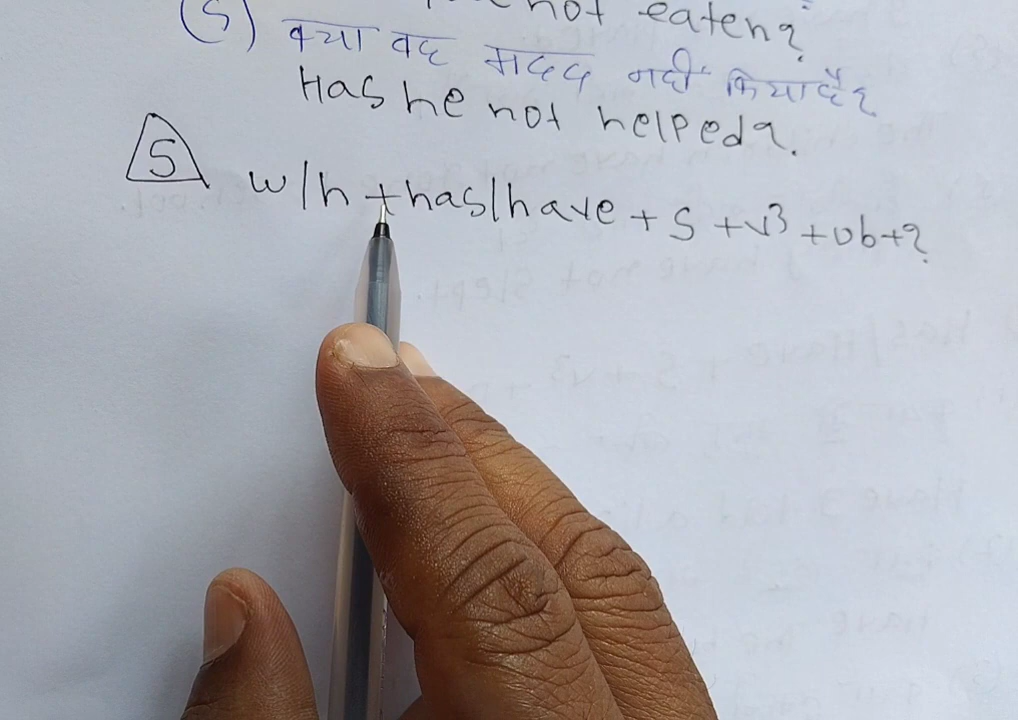 not eaten?
(5) क्या वह मदद नहीं किया है?
Has he not helped?.
5 w/h + has/have + S + v3 + ob + ?